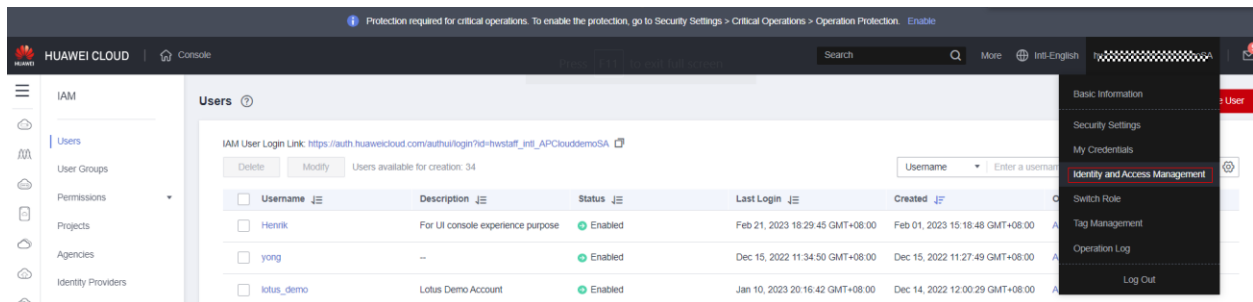 Protection required for critical operations. To enable the protection, go to Security Settings > Critical Operations > Operation Protection. Enable
HUAWEI
HUAWEI CLOUD
Console
Search
More
Intl-English
IAM
Users
User Groups
Permissions
Projects
Agencies
Identity Providers
Users
IAM User Login Link: https://auth.huaweicloud.com/authui/login?id=hwstaff_intl_APClouddemoSA
Delete Modify Users available for creation: 34
Username Enter a usernam
Username Description Status Last Login Created
Henrik For UI console experience purpose Enabled Feb 21, 2023 18:29:45 GMT+08:00 Feb 01, 2023 15:18:48 GMT+08:00
yong -- Enabled Dec 15, 2022 11:34:50 GMT+08:00 Dec 15, 2022 11:27:49 GMT+08:00
lotus_demo Lotus Demo Account Enabled Jan 10, 2023 20:16:42 GMT+08:00 Dec 14, 2022 12:00:29 GMT+08:00
Basic Information
Security Settings
My Credentials
Identity and Access Management
Switch Role
Tag Management
Operation Log
Log Out
e User